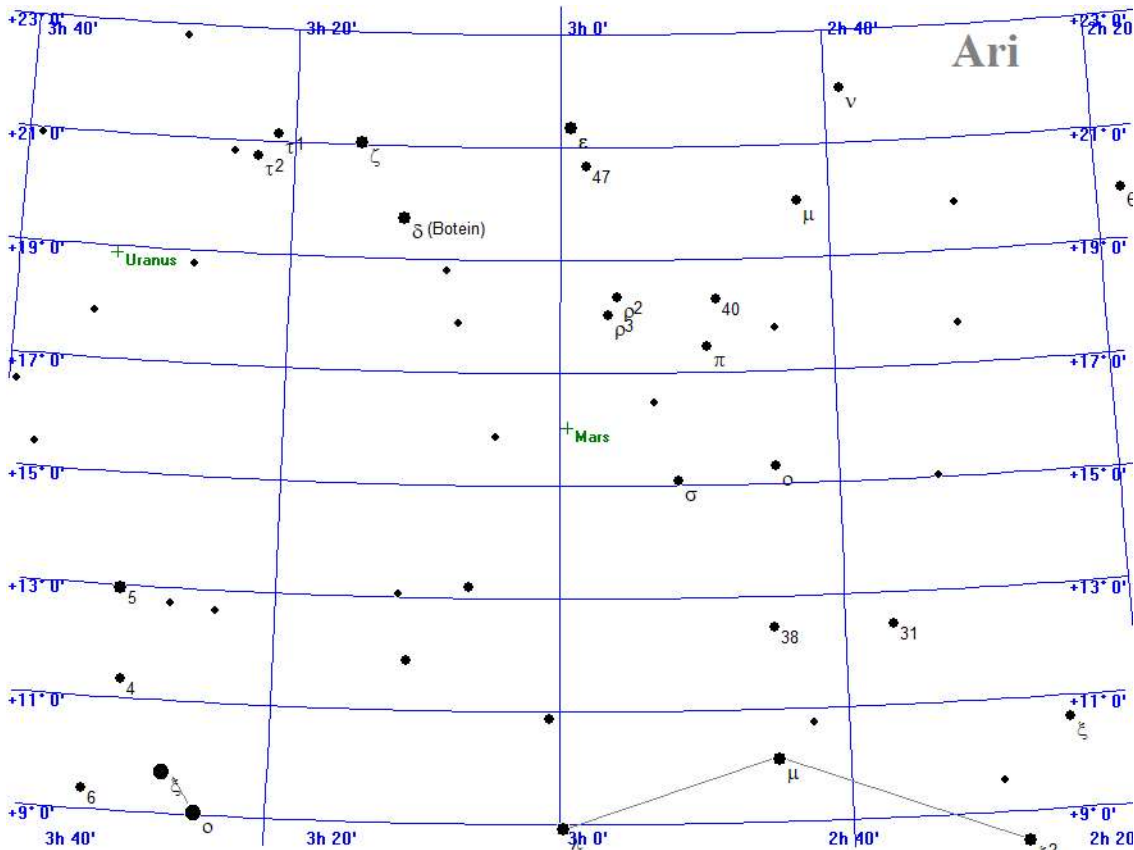 +23° 0' 3h 40' 3h 20' 3h 0' 2h 40' +23° 0' 2h 20'
Ari
ν
+21° 0' τ1 ζ ε +21° 0'
τ2 47
μ θ
δ (Botein)
+19° 0' +19° 0'
Uranus
ρ2 40
ρ3
+17° 0' π +17° 0'
Mars
+15° 0' σ ο +15° 0'
+13° 0' 5 +13° 0'
38 31
4
+11° 0' +11° 0'
ξ
ξ μ
6
+9° 0' ο +9° 0'
3h 40' 3h 20' 3h 0' 2h 40' 2h 20'